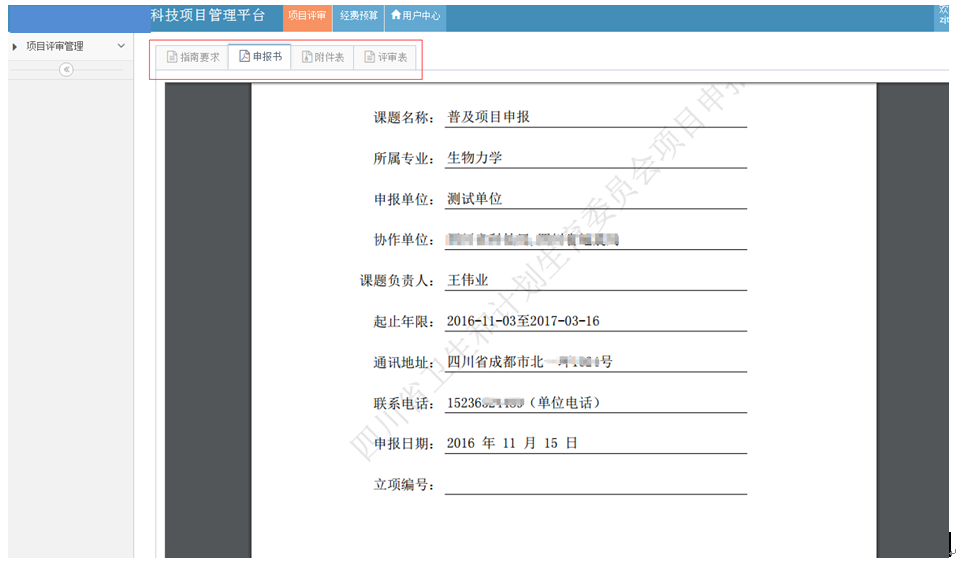 科技项目管理平台 项目评审 经费预算 用户中心
项目评审管理
指南要求 申报书 附件表 评审表
课题名称： 普及项目申报
所属专业： 生物力学
申报单位： 测试单位
协作单位：
课题负责人： 王伟业
起止年限： 2016-11-03至2017-03-16
通讯地址： 四川省成都市北 号
联系电话： 15236 （单位电话）
申报日期： 2016 年 11 月 15 日
立项编号：
四川省卫生和计划生育委员会项目申报